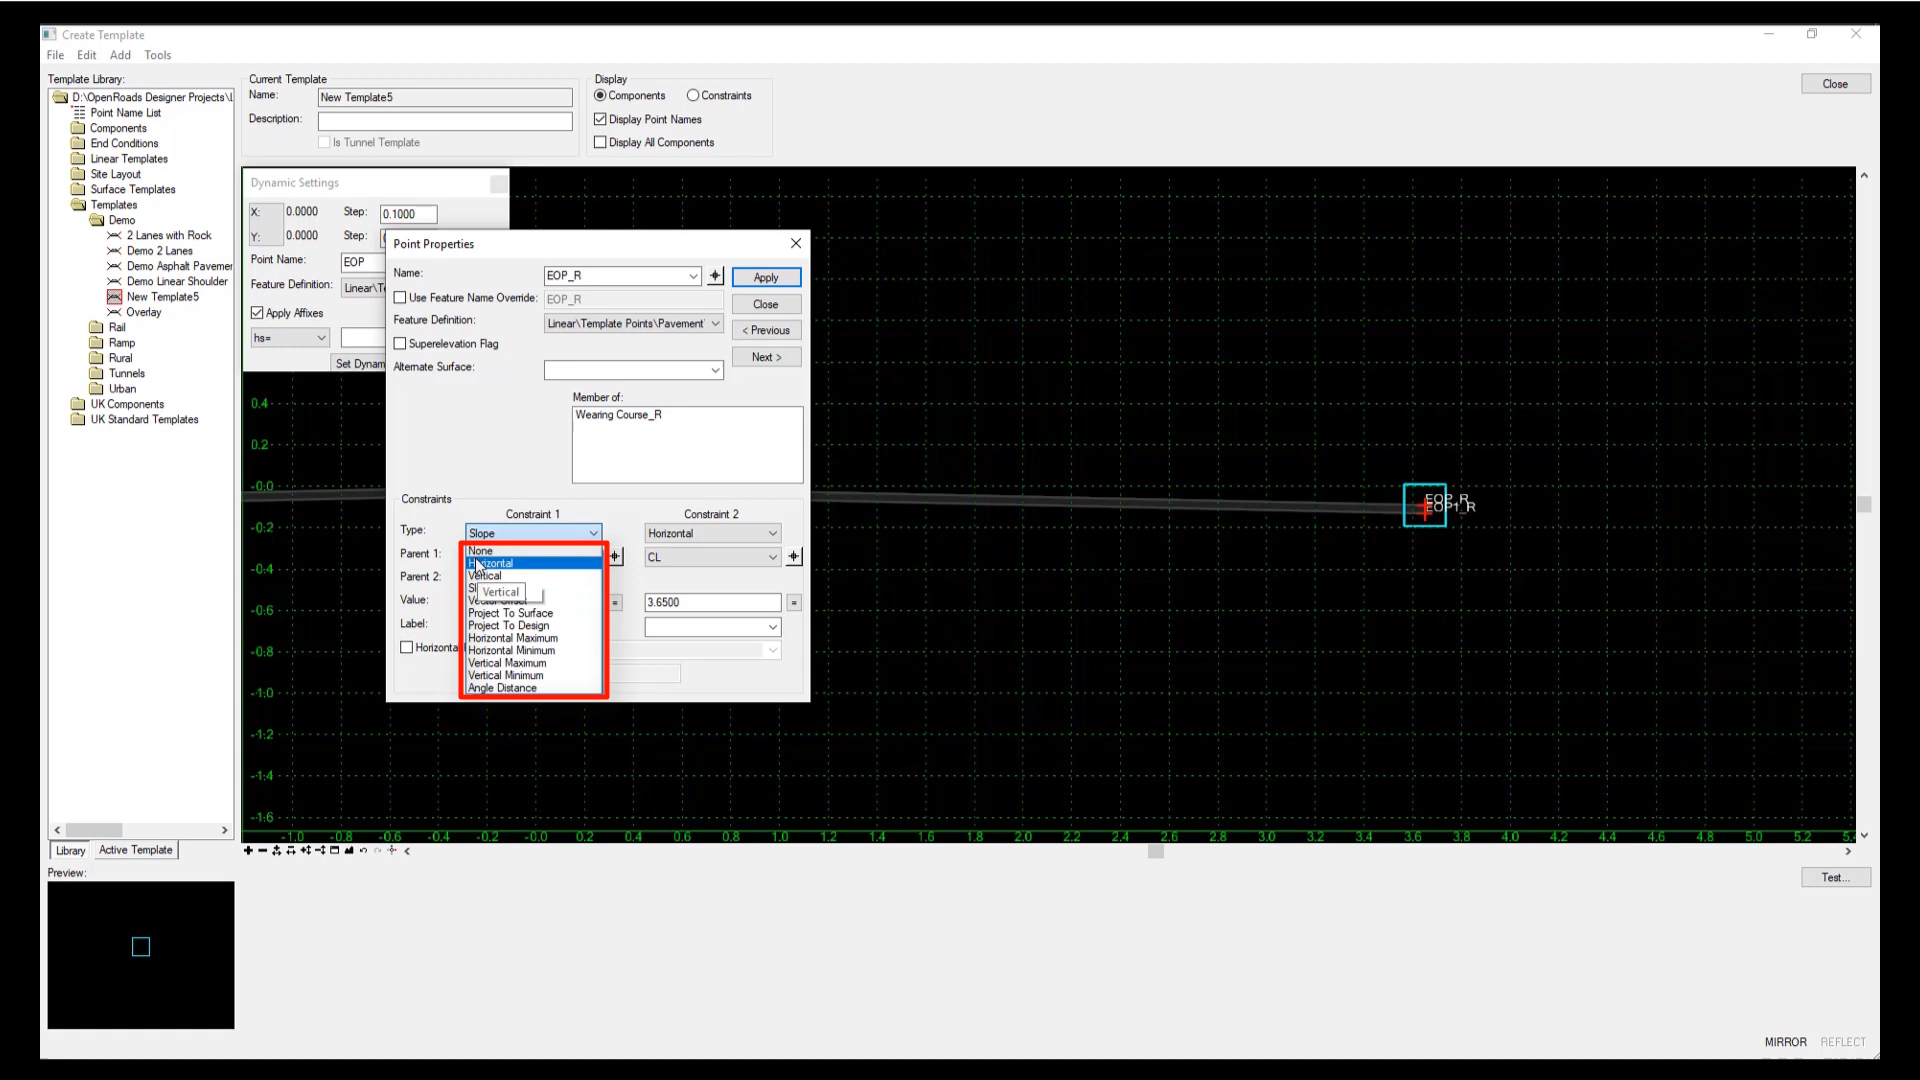 Create Template
File Edit Add Tools
Template Library:
D:\OpenRoads Designer Projects\L
Point Name List
Components
End Conditions
Linear Templates
Site Layout
Surface Templates
Templates
Demo
2 Lanes with Rock
Demo 2 Lanes
Demo Asphalt Pavemer
Demo Linear Shoulder
New Template5
Overlay
Rail
Ramp
Rural
Tunnels
Urban
UK Components
UK Standard Templates
Library Active Template
Preview:
Current Template
Name: New Template5
Description:
Is Tunnel Template
Display
Components Constraints
Display Point Names
Display All Components
Close
Dynamic Settings
X: 0.0000 Step: 0.1000
Y: 0.0000 Step:
Point Name: EOP
Feature Definition: Linear\Te
Apply Affixes
hs=
Set Dynam
Point Properties
Name: EOP_R Apply
Use Feature Name Override: EOP_R Close
Feature Definition: Linear\Template Points\Pavement\ < Previous
Superelevation Flag
Next >
Alternate Surface:
Member of:
Wearing Course_R
Constraints
Constraint 1 Constraint 2
Type: Slope Horizontal
Parent 1: CL
Parent 2:
Value: = 3.6500 =
Label:
Horizonta
None
Horizontal
Vertical
Vertical
Project To Surface
Project To Design
Horizontal Maximum
Horizontal Minimum
Vertical Maximum
Vertical Minimum
Angle Distance
EOP_R
EOP1_R
0.4
0.2
-0.0
-0.2
-0.4
-0.6
-0.8
-1.0
-1.2
-1.4
-1.6
-1.0 -0.8 -0.6 -0.4 -0.2 -0.0 0.2 0.4 0.6 0.8 1.0 1.2 1.4 1.6 1.8 2.0 2.2 2.4 2.6 2.8 3.0 3.2 3.4 3.6 3.8 4.0 4.2 4.4 4.6 4.8 5.0 5.2
Test...
MIRROR REFLECT